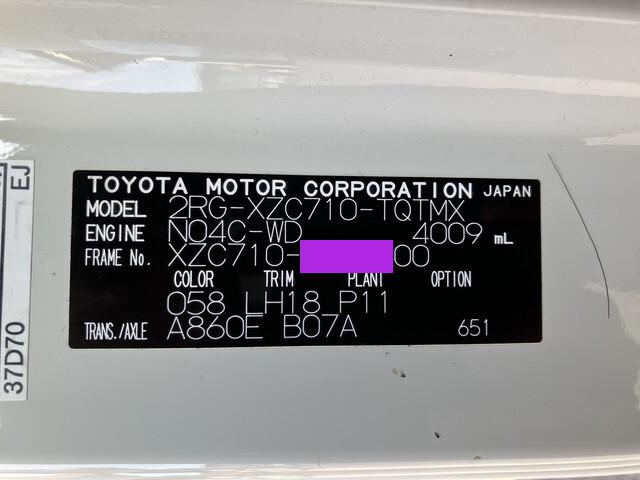 TOYOTA MOTOR CORPORATION JAPAN
MODEL 2RG-XZC710-TQTMX
ENGINE N04C-WD 4009 mL
FRAME No. XZC710- 00
COLOR TRIM PLANT OPTION
058 LH18 P11
TRANS./AXLE A860E B07A 651
37D70 EJ